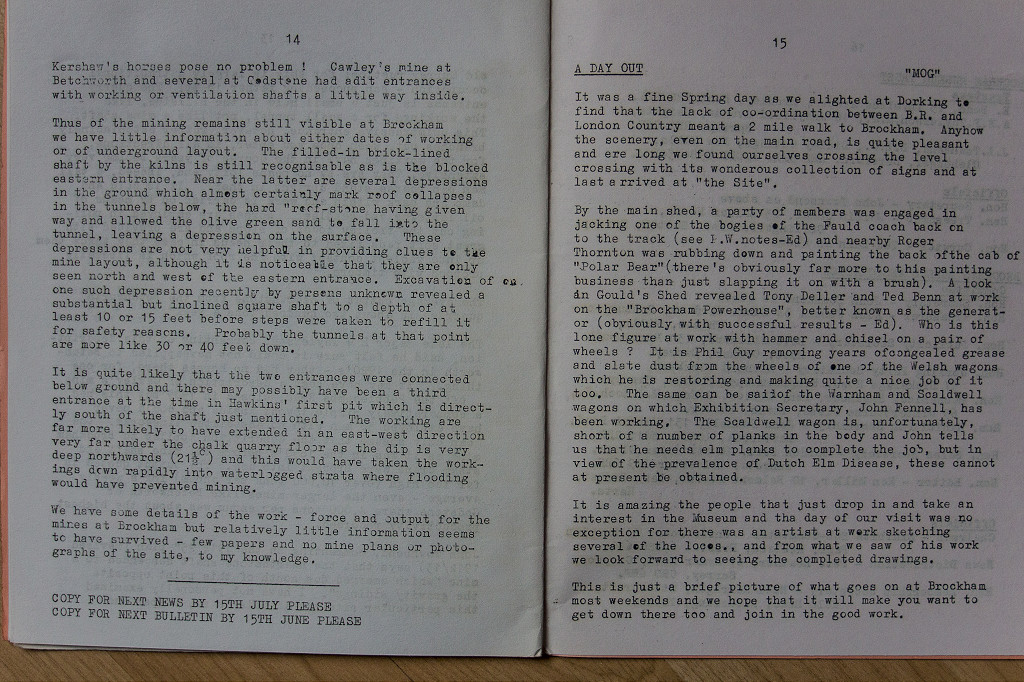 14
Kershaw's horses pose no problem ! Cawley's mine at
Betchworth and several at Godstone had adit entrances
with working or ventilation shafts a little way inside.
Thus of the mining remains still visible at Brockham
we have little information about either dates of working
or of underground layout. The filled-in brick-lined
shaft by the kilns is still recognisable as is the blocked
eastern entrance. Near the latter are several depressions
in the ground which almost certainly mark roof collapses
in the tunnels below, the hard "reef-stone having given
way and allowed the olive green sand to fall into the
tunnel, leaving a depression on the surface. These
depressions are not very helpful in providing clues to the
mine layout, although it is noticeable that they are only
seen north and west of the eastern entrance. Excavation of on.
one such depression recently by persons unknown revealed a
substantial but inclined square shaft to a depth of at
least 10 or 15 feet before steps were taken to refill it
for safety reasons. Probably the tunnels at that point
are more like 30 or 40 feet down.
It is quite likely that the two entrances were connected
below ground and there may possibly have been a third
entrance at the time in Hawkins' first pit which is direct-
ly south of the shaft just mentioned. The working are
far more likely to have extended in an east-west direction
very far under the chalk quarry floor as the dip is very
deep northwards (21½°) and this would have taken the work-
ings down rapidly into waterlogged strata where flooding
would have prevented mining.
We have some details of the work - force and output for the
mines at Brockham but relatively little information seems
to have survived - few papers and no mine plans or photo-
graphs of the site, to my knowledge.
COPY FOR NEXT NEWS BY 15TH JULY PLEASE
COPY FOR NEXT BULLETIN BY 15TH JUNE PLEASE
15
A DAY OUT "MOG"
It was a fine Spring day as we alighted at Dorking to
find that the lack of co-ordination between B.R. and
London Country meant a 2 mile walk to Brockham. Anyhow
the scenery, even on the main road, is quite pleasant
and ere long we found ourselves crossing the level
crossing with its wonderous collection of signs and at
last arrived at "the Site".
By the main shed, a party of members was engaged in
jacking one of the bogies of the Fauld coach back on
to the track (see P.W.notes-Ed) and nearby Roger
Thornton was rubbing down and painting the back ofthe cab of
"Polar Bear"(there's obviously far more to this painting
business than just slapping it on with a brush). A look
in Gould's Shed revealed Tony Deller and Ted Benn at work
on the "Brockham Powerhouse", better known as the generat-
or (obviously with successful results - Ed). Who is this
lone figure at work with hammer and chisel on a pair of
wheels ? It is Phil Guy removing years ofcongealed grease
and slate dust from the wheels of one of the Welsh wagons
which he is restoring and making quite a nice job of it
too. The same can be saidof the Warnham and Scaldwell
wagons on which Exhibition Secretary, John Fennell, has
been working. The Scaldwell wagon is, unfortunately,
short of a number of planks in the body and John tells
us that he needs elm planks to complete the job, but in
view of the prevalence of Dutch Elm Disease, these cannot
at present be obtained.
It is amazing the people that just drop in and take an
interest in the Museum and tha day of our visit was no
exception for there was an artist at work sketching
several of the locos., and from what we saw of his work
we look forward to seeing the completed drawings.
This is just a brief picture of what goes on at Brockham
most weekends and we hope that it will make you want to
get down there too and join in the good work.